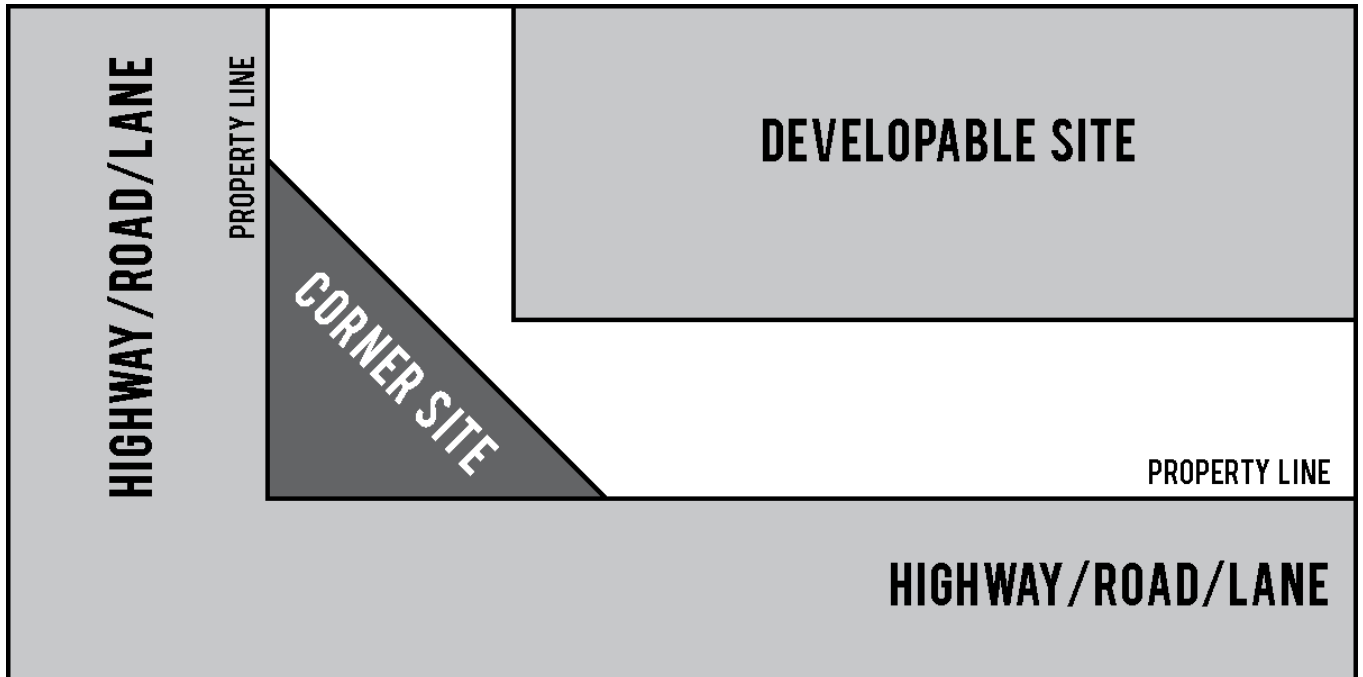 HIGHWAY/ROAD/LANE
PROPERTY LINE
DEVELOPABLE SITE
CORNER SITE
PROPERTY LINE
HIGHWAY/ROAD/LANE